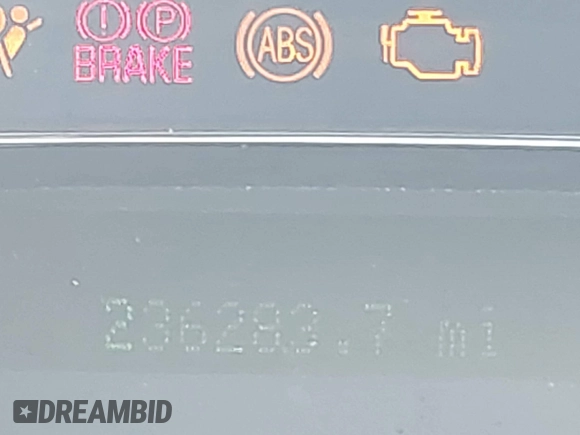 ! P
BRAKE
ABS
236283.7 mi
DREAMBID